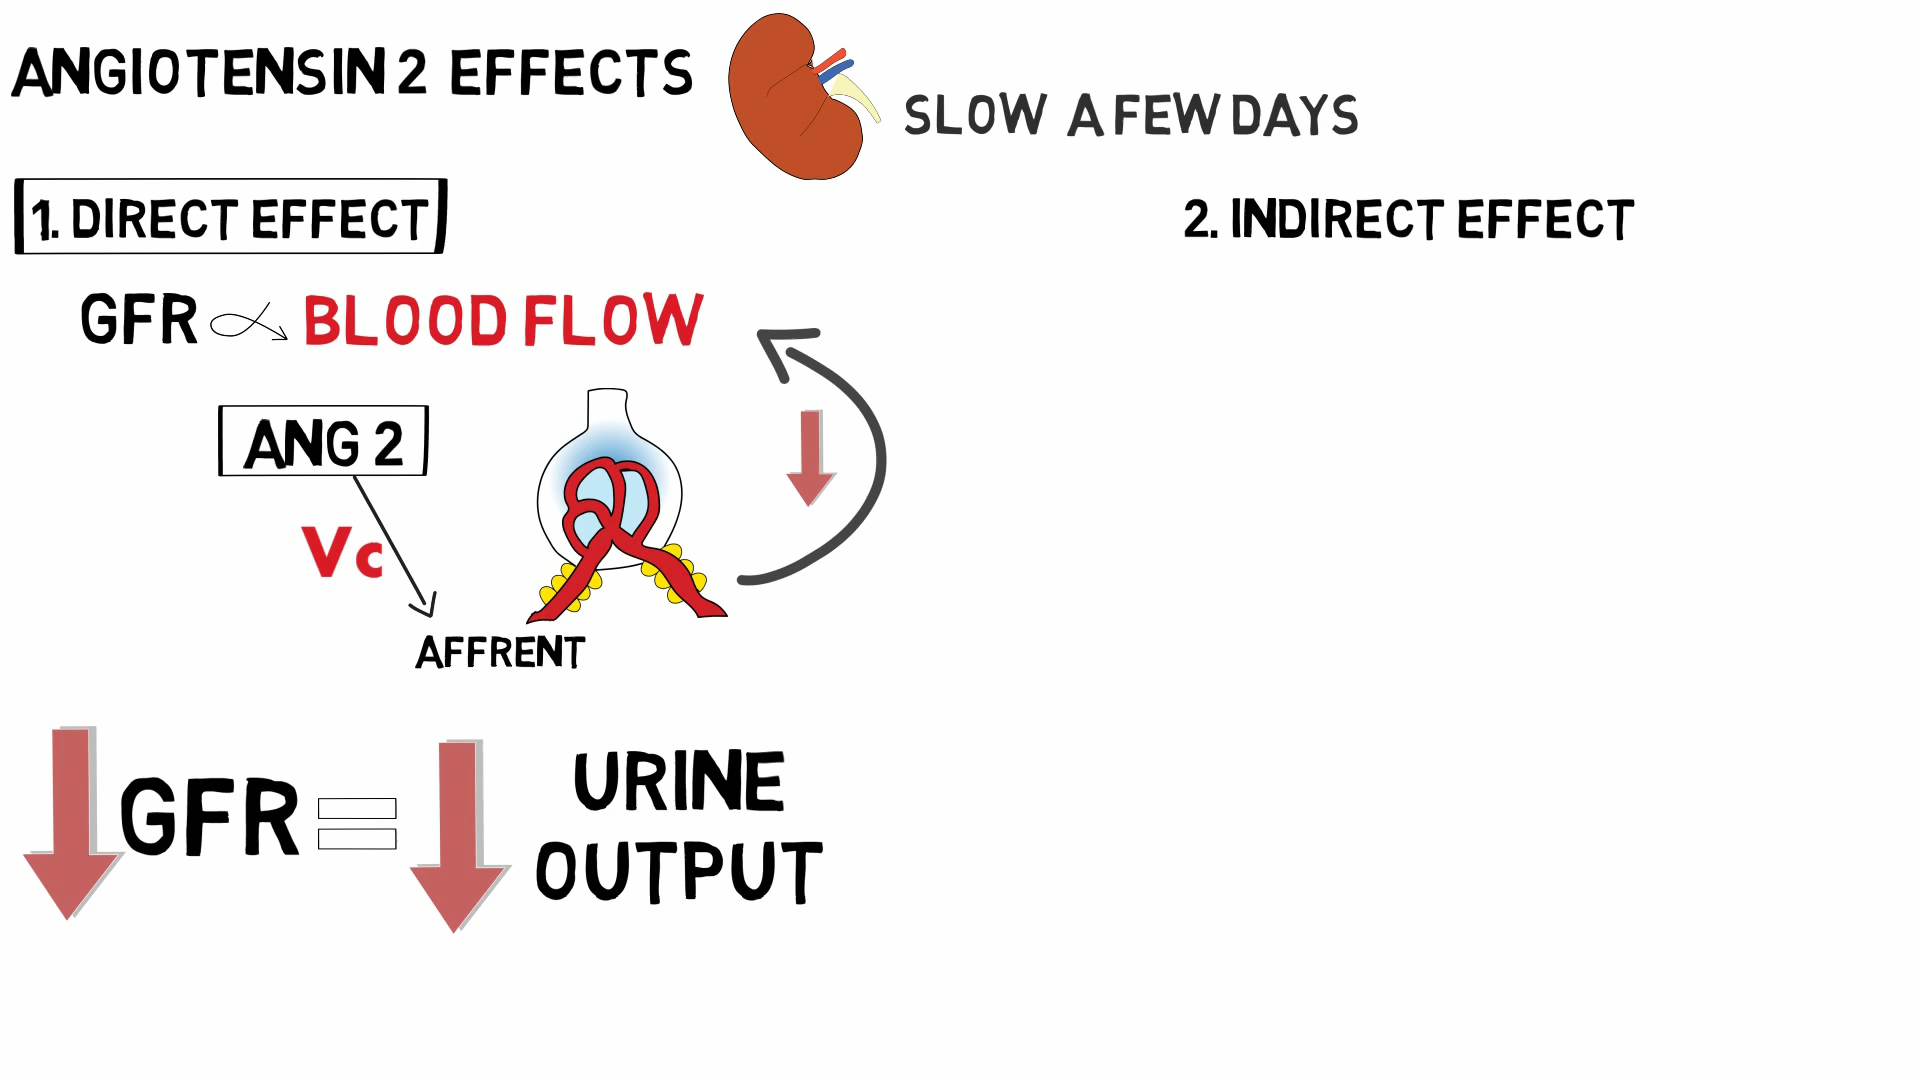 ANGIOTENSIN 2 EFFECTS
SLOW A FEW DAYS
1. DIRECT EFFECT
2. INDIRECT EFFECT
GFR ∝ BLOOD FLOW
ANG 2
Vc
AFFRENT
GFR = URINE
OUTPUT